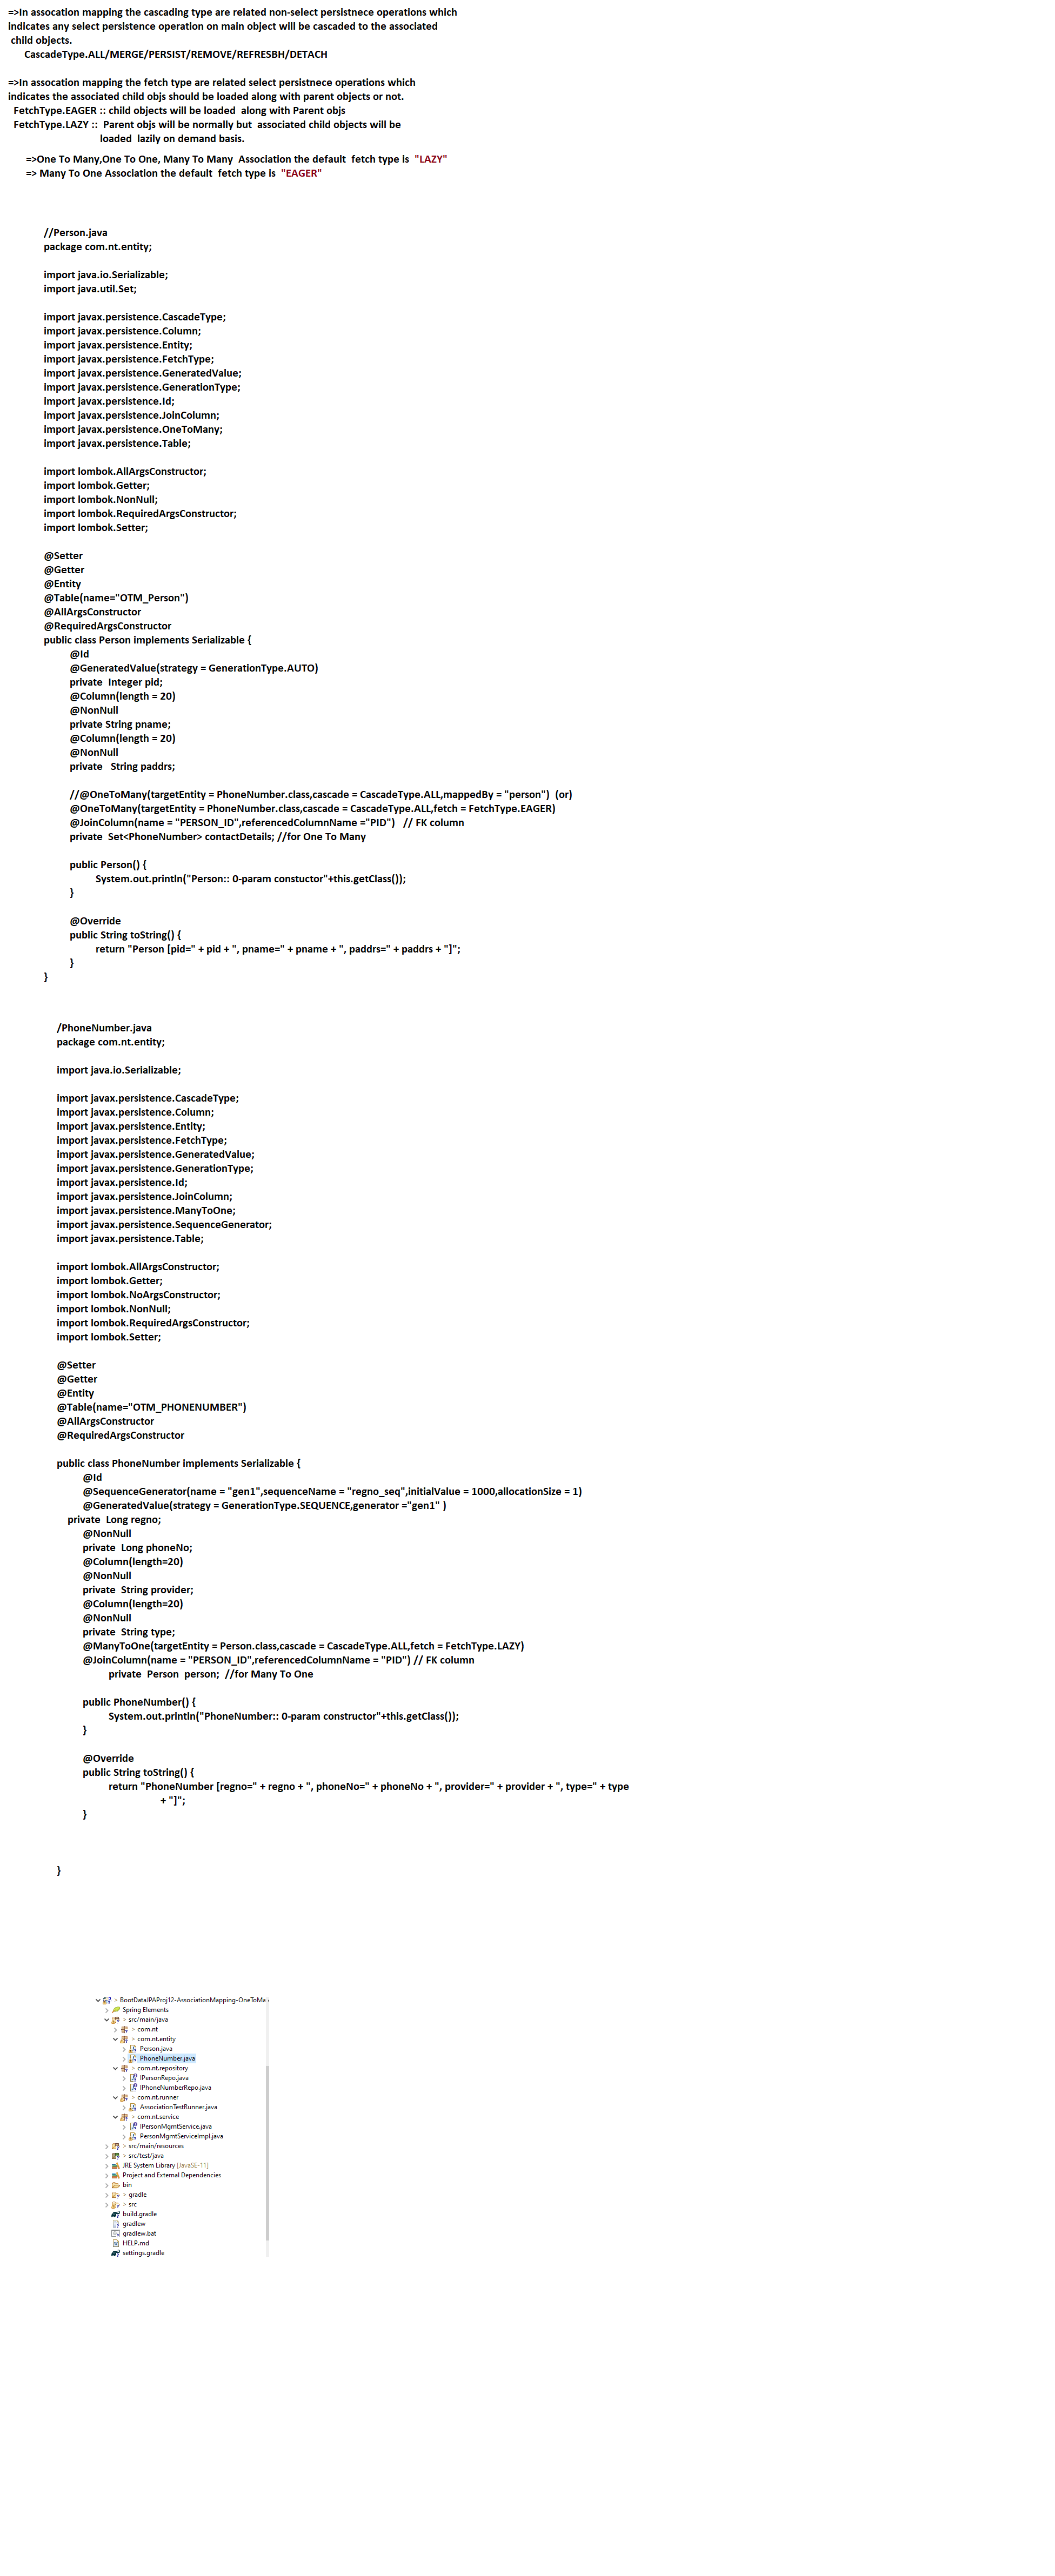 =>In assocation mapping the cascading type are related non-select persistnece operations which
indicates any select persistence operation on main object will be cascaded to the associated
child objects.
CascadeType.ALL/MERGE/PERSIST/REMOVE/REFRESBH/DETACH
=>In assocation mapping the fetch type are related select persistnece operations which
indicates the associated child objs should be loaded along with parent objects or not.
FetchType.EAGER :: child objects will be loaded along with Parent objs
FetchType.LAZY :: Parent objs will be normally but associated child objects will be
loaded lazily on demand basis.
=>One To Many,One To One, Many To Many Association the default fetch type is "LAZY"
=> Many To One Association the default fetch type is "EAGER"
//Person.java
package com.nt.entity;
import java.io.Serializable;
import java.util.Set;
import javax.persistence.CascadeType;
import javax.persistence.Column;
import javax.persistence.Entity;
import javax.persistence.FetchType;
import javax.persistence.GeneratedValue;
import javax.persistence.GenerationType;
import javax.persistence.Id;
import javax.persistence.JoinColumn;
import javax.persistence.OneToMany;
import javax.persistence.Table;
import lombok.AllArgsConstructor;
import lombok.Getter;
import lombok.NonNull;
import lombok.RequiredArgsConstructor;
import lombok.Setter;
@Setter
@Getter
@Entity
@Table(name="OTM_Person")
@AllArgsConstructor
@RequiredArgsConstructor
public class Person implements Serializable {
@Id
@GeneratedValue(strategy = GenerationType.AUTO)
private Integer pid;
@Column(length = 20)
@NonNull
private String pname;
@Column(length = 20)
@NonNull
private String paddrs;
//@OneToMany(targetEntity = PhoneNumber.class,cascade = CascadeType.ALL,mappedBy = "person") (or)
@OneToMany(targetEntity = PhoneNumber.class,cascade = CascadeType.ALL,fetch = FetchType.EAGER)
@JoinColumn(name = "PERSON_ID",referencedColumnName ="PID") // FK column
private Set<PhoneNumber> contactDetails; //for One To Many
public Person() {
System.out.println("Person:: 0-param constuctor"+this.getClass());
}
@Override
public String toString() {
return "Person [pid=" + pid + ", pname=" + pname + ", paddrs=" + paddrs + "]";
}
}
/PhoneNumber.java
package com.nt.entity;
import java.io.Serializable;
import javax.persistence.CascadeType;
import javax.persistence.Column;
import javax.persistence.Entity;
import javax.persistence.FetchType;
import javax.persistence.GeneratedValue;
import javax.persistence.GenerationType;
import javax.persistence.Id;
import javax.persistence.JoinColumn;
import javax.persistence.ManyToOne;
import javax.persistence.SequenceGenerator;
import javax.persistence.Table;
import lombok.AllArgsConstructor;
import lombok.Getter;
import lombok.NoArgsConstructor;
import lombok.NonNull;
import lombok.RequiredArgsConstructor;
import lombok.Setter;
@Setter
@Getter
@Entity
@Table(name="OTM_PHONENUMBER")
@AllArgsConstructor
@RequiredArgsConstructor
public class PhoneNumber implements Serializable {
@Id
@SequenceGenerator(name = "gen1",sequenceName = "regno_seq",initialValue = 1000,allocationSize = 1)
@GeneratedValue(strategy = GenerationType.SEQUENCE,generator ="gen1" )
private Long regno;
@NonNull
private Long phoneNo;
@Column(length=20)
@NonNull
private String provider;
@Column(length=20)
@NonNull
private String type;
@ManyToOne(targetEntity = Person.class,cascade = CascadeType.ALL,fetch = FetchType.LAZY)
@JoinColumn(name = "PERSON_ID",referencedColumnName = "PID") // FK column
private Person person; //for Many To One
public PhoneNumber() {
System.out.println("PhoneNumber:: 0-param constructor"+this.getClass());
}
@Override
public String toString() {
return "PhoneNumber [regno=" + regno + ", phoneNo=" + phoneNo + ", provider=" + provider + ", type=" + type
+ "]";
}
}
> BootDataJPAProj12-AssociationMapping-OneToMa
Spring Elements
> src/main/java
> com.nt
> com.nt.entity
Person.java
PhoneNumber.java
> com.nt.repository
IPersonRepo.java
IPhoneNumberRepo.java
> com.nt.runner
AssociationTestRunner.java
> com.nt.service
IPersonMgmtService.java
PersonMgmtServiceImpl.java
> src/main/resources
> src/test/java
JRE System Library [JavaSE-11]
Project and External Dependencies
bin
> gradle
> src
build.gradle
gradlew
gradlew.bat
HELP.md
settings.gradle